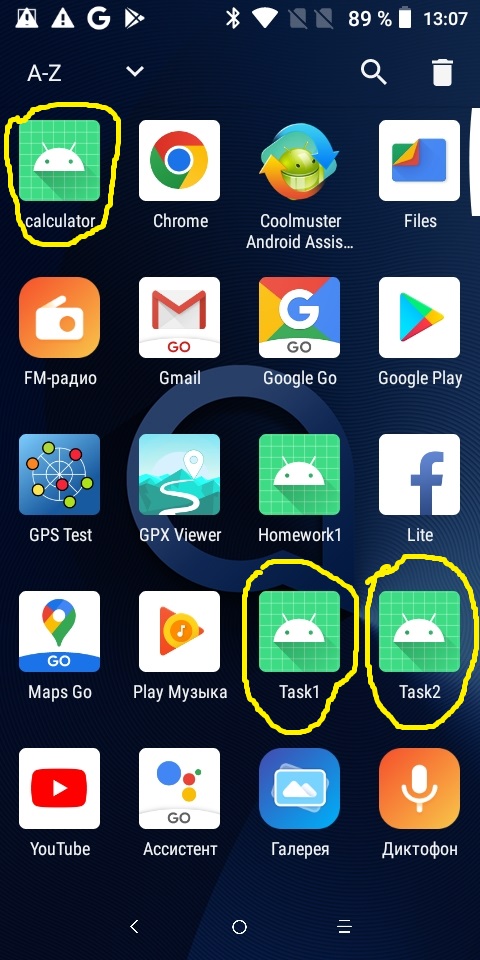 89 % 13:07
A-Z
calculator Chrome Coolmuster Files
Android Assis...
GO GO
FM-радио Gmail Google Go Google Play
GPS Test GPX Viewer Homework1 Lite
GO
Maps Go Play Музыка Task1 Task2
GO
YouTube Ассистент Галерея Диктофон